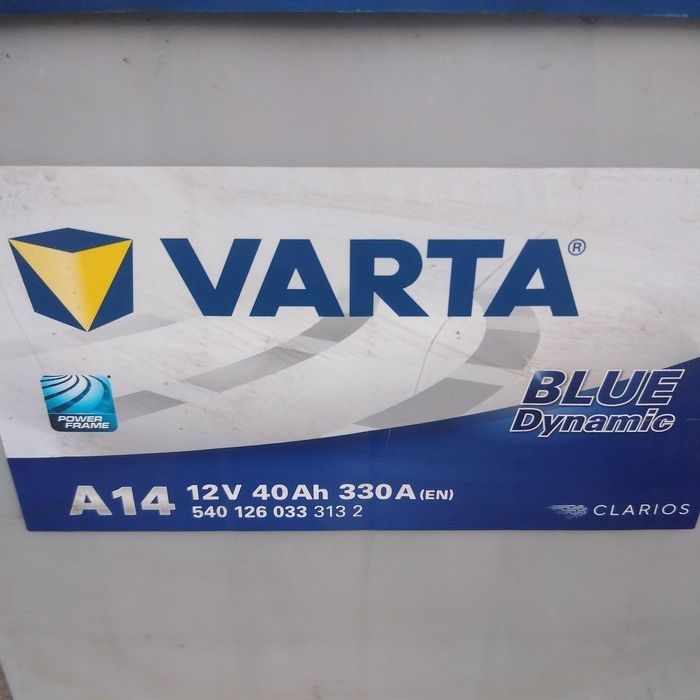 VARTA®
POWER
FRAME
BLUE
Dynamic
A14 12V 40Ah 330A (EN)
540 126 033 313 2
CLARIOS